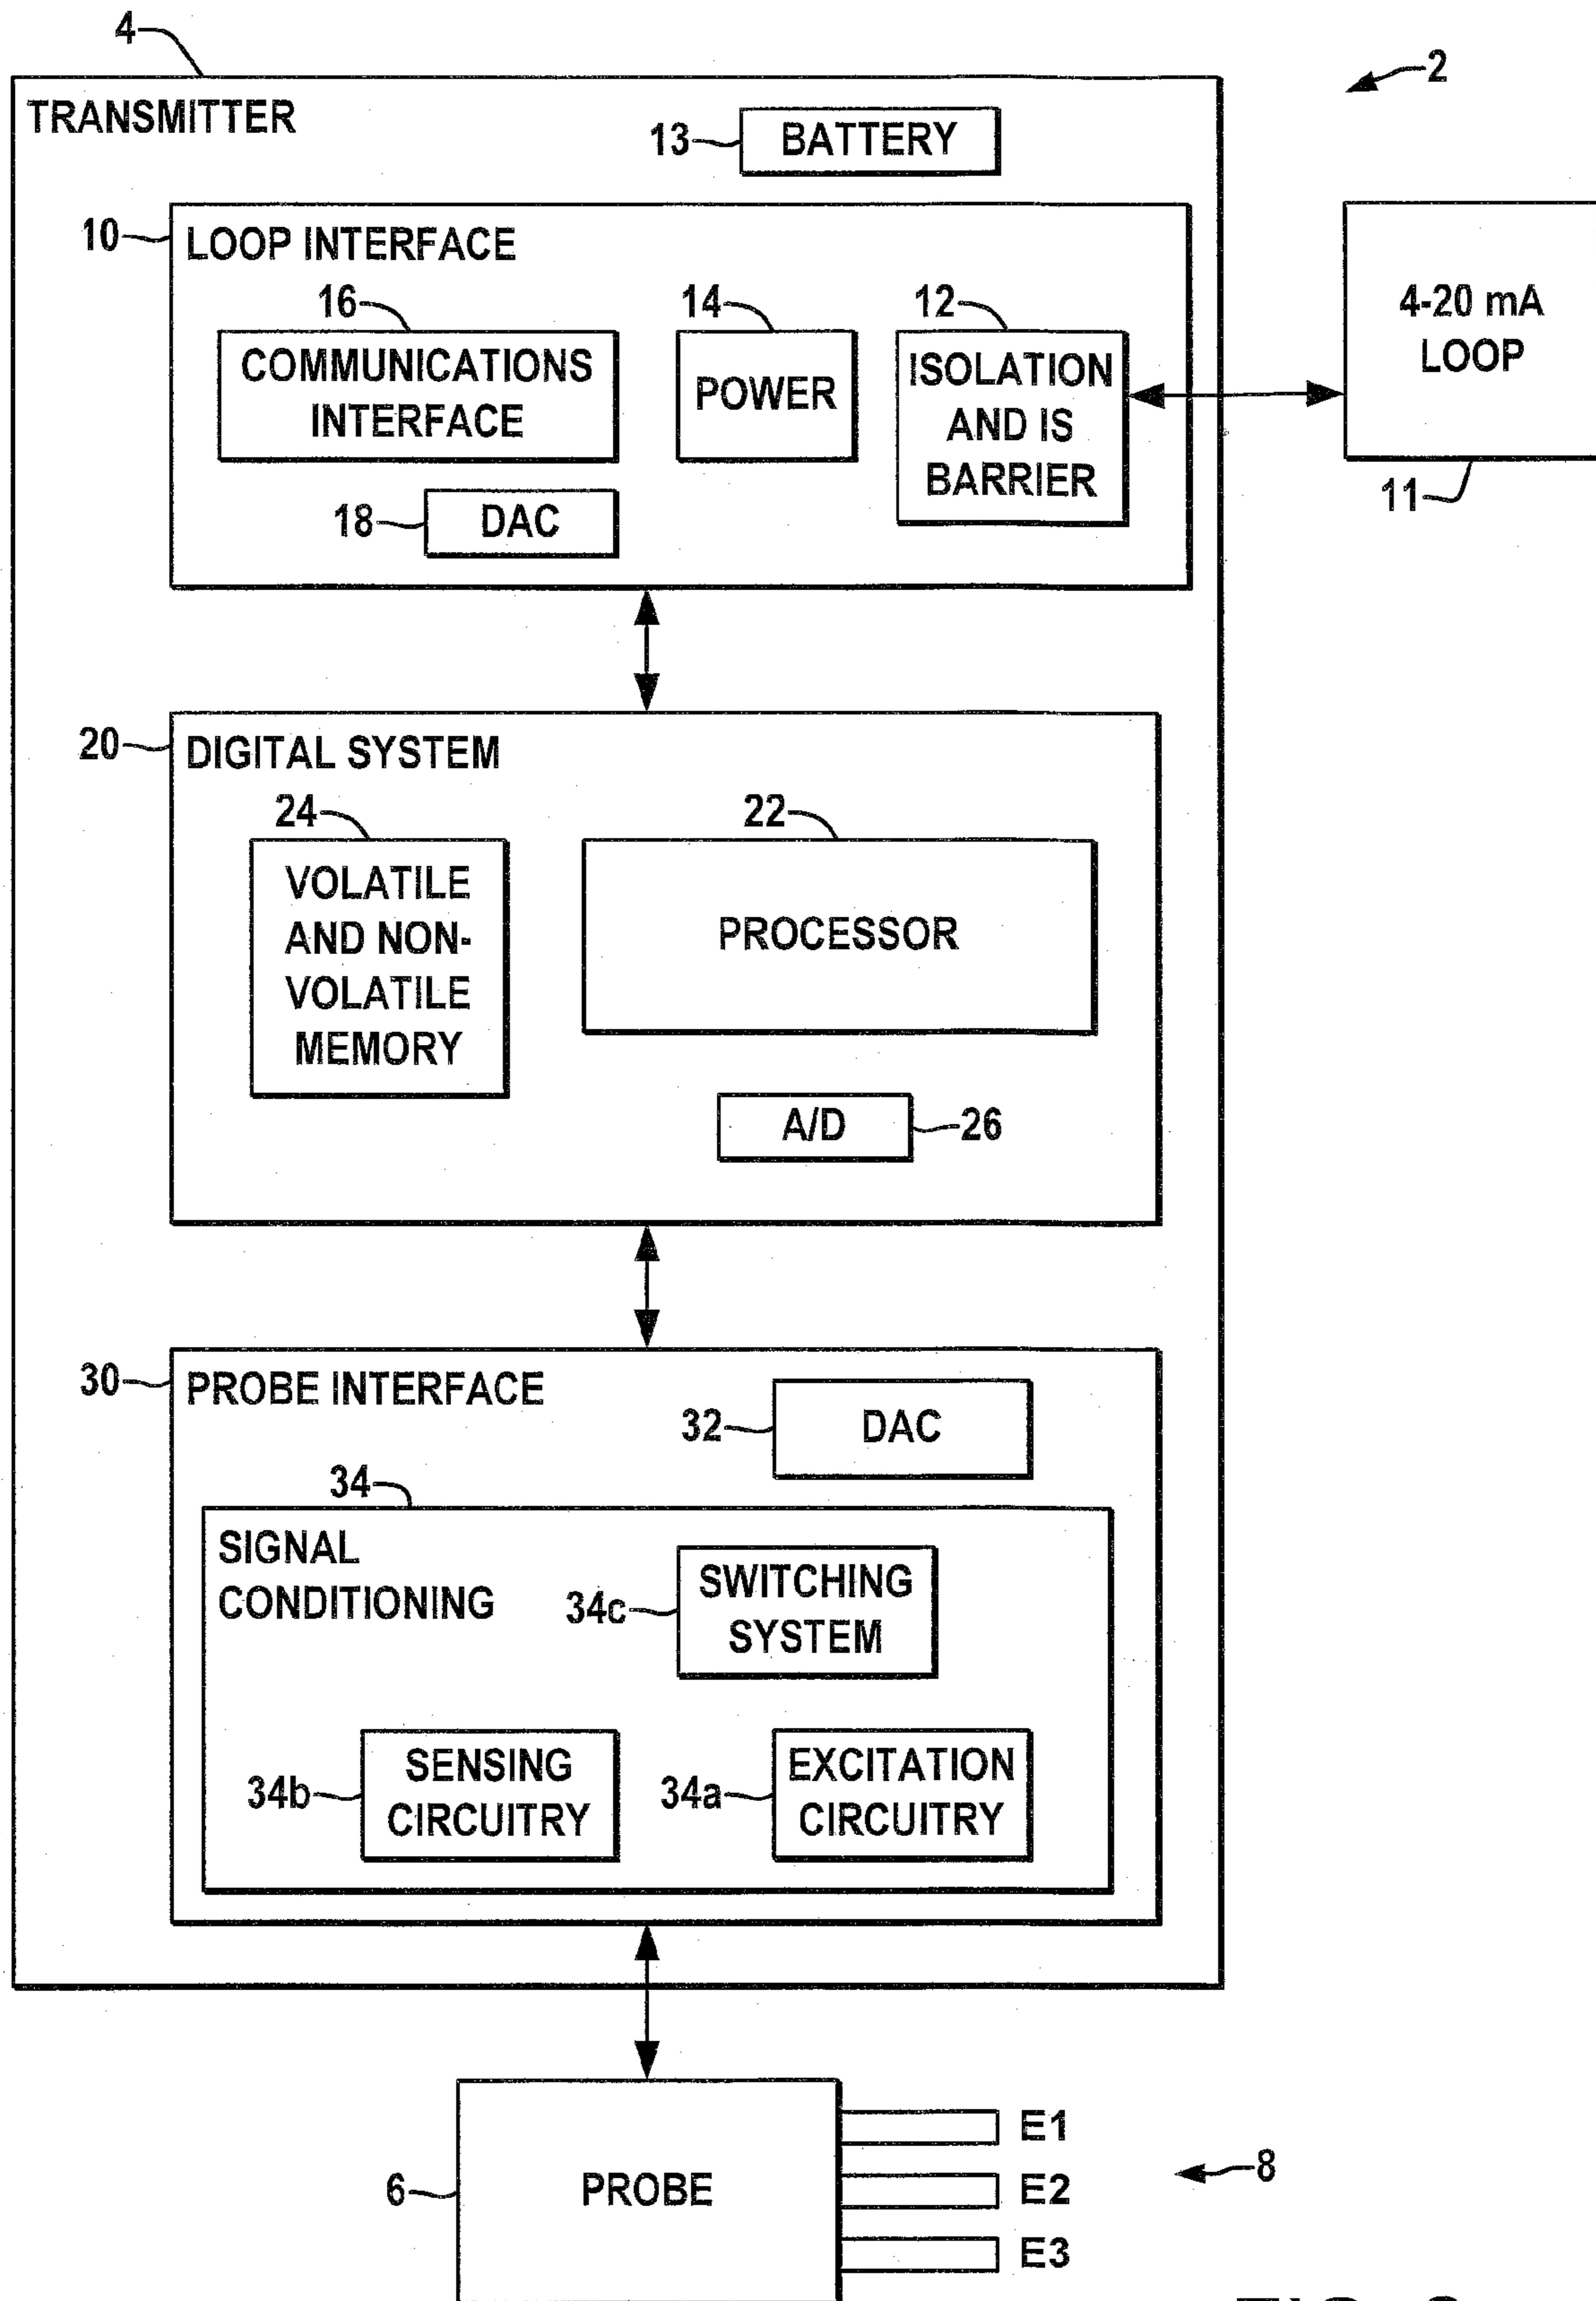 4
2
TRANSMITTER
13
BATTERY
10
LOOP INTERFACE
16
14
12
COMMUNICATIONS
INTERFACE
POWER
ISOLATION
AND IS
BARRIER
4-20 mA
LOOP
11
18
DAC
20
DIGITAL SYSTEM
24
22
VOLATILE
AND NON-
VOLATILE
MEMORY
PROCESSOR
A/D
26
30
PROBE INTERFACE
32
DAC
34
SIGNAL
CONDITIONING
34c
SWITCHING
SYSTEM
34b
SENSING
CIRCUITRY
34a
EXCITATION
CIRCUITRY
6
PROBE
E1
E2
E3
8